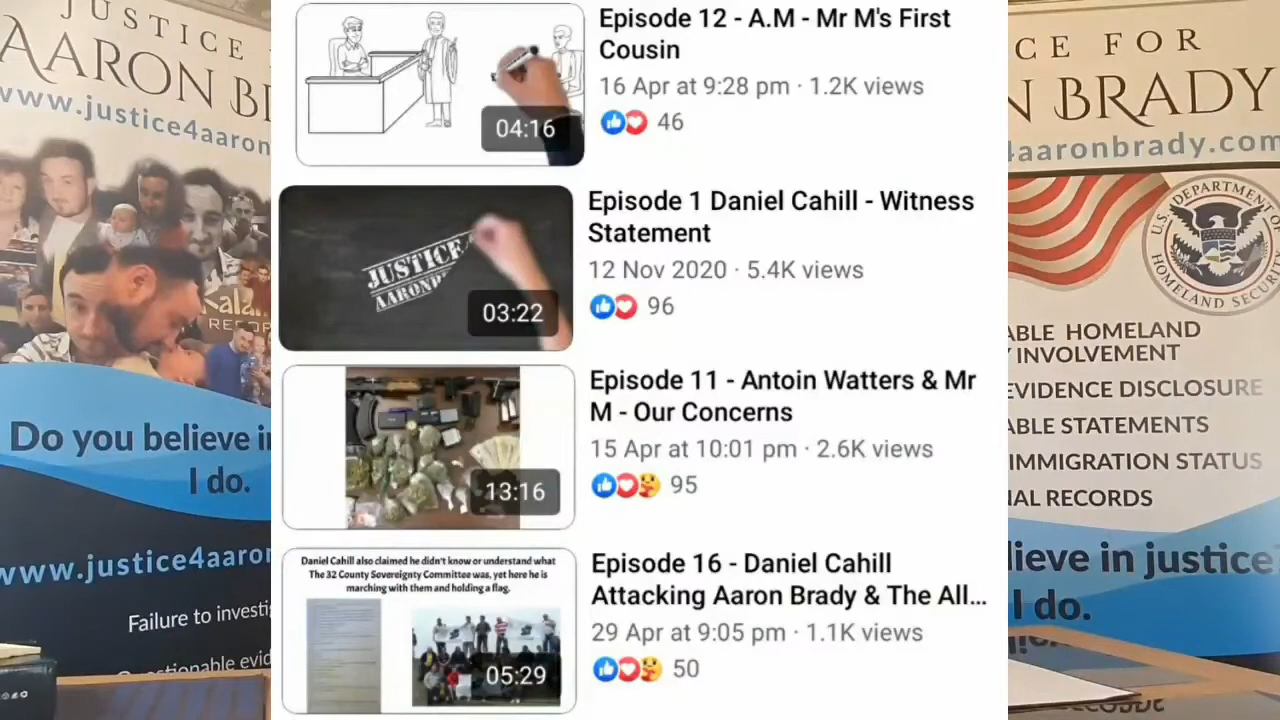 JUSTICE
AARON B
www.justice4aaron
Do you believe i
I do.
www.justice4aaro
Failure to investi
Episode 12 - A.M - Mr M's First
Cousin
16 Apr at 9:28 pm · 1.2K views
46
04:16
Episode 1 Daniel Cahill - Witness
Statement
12 Nov 2020 · 5.4K views
96
JUSTICE
AARON
03:22
Episode 11 - Antoin Watters & Mr
M - Our Concerns
15 Apr at 10:01 pm · 2.6K views
95
13:16
Daniel Cahill also claimed he didn't know or understand what
The 32 County Sovereignty Committee was, yet here he is
marching with them and holding a flag.
Episode 16 - Daniel Cahill
Attacking Aaron Brady & The All...
29 Apr at 9:05 pm · 1.1K views
50
05:29
CE FOR
N BRADY
4aaronbrady.com
U.S. DEPARTMENT OF
HOMELAND SECURI
ABLE HOMELAND
INVOLVEMENT
EVIDENCE DISCLOSURE
ABLE STATEMENTS
IMMIGRATION STATUS
NAL RECORDS
lieve in justice
I do.